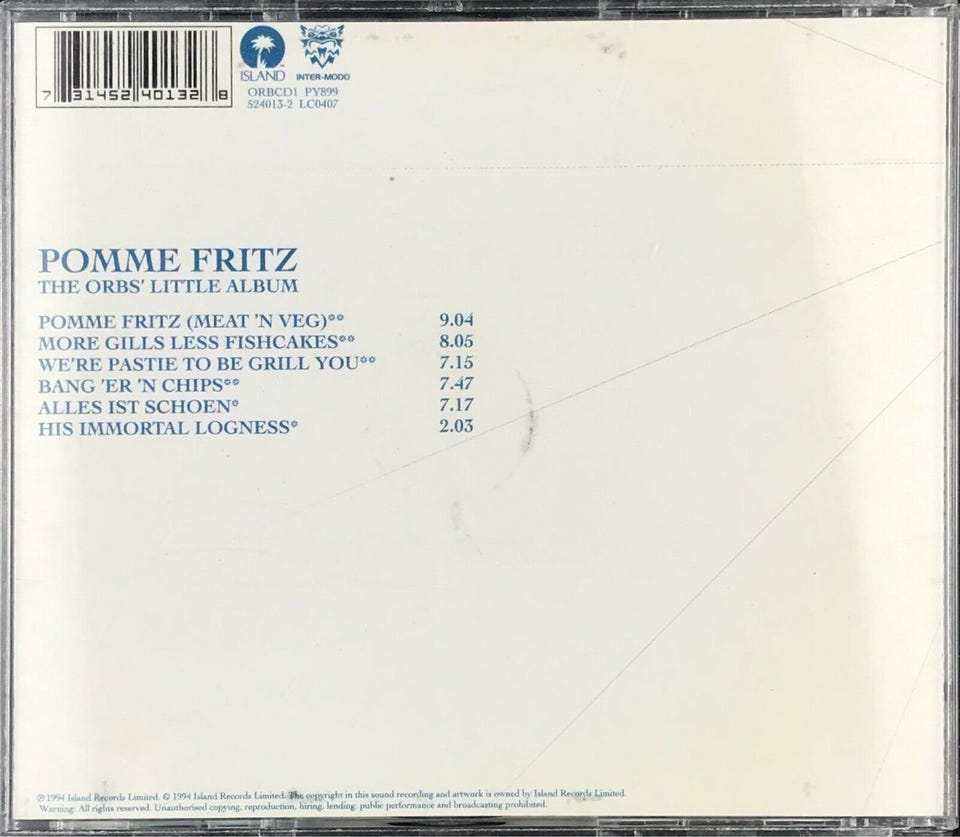 7 31452 40132 8
ISLAND™ INTER-MODO
ORBCD1 PY899
524013-2 LC0407
POMME FRITZ
THE ORBS' LITTLE ALBUM
POMME FRITZ (MEAT 'N VEG)** 9.04
MORE GILLS LESS FISHCAKES** 8.05
WE'RE PASTIE TO BE GRILL YOU** 7.15
BANG 'ER 'N CHIPS** 7.47
ALLES IST SCHOEN* 7.17
HIS IMMORTAL LOGNESS* 2.03
℗ 1994 Island Records Limited. © 1994 Island Records Limited. The copyright in this sound recording and artwork is owned by Island Records Limited.
Warning: All rights reserved. Unauthorised copying, reproduction, hiring, lending, public performance and broadcasting prohibited.